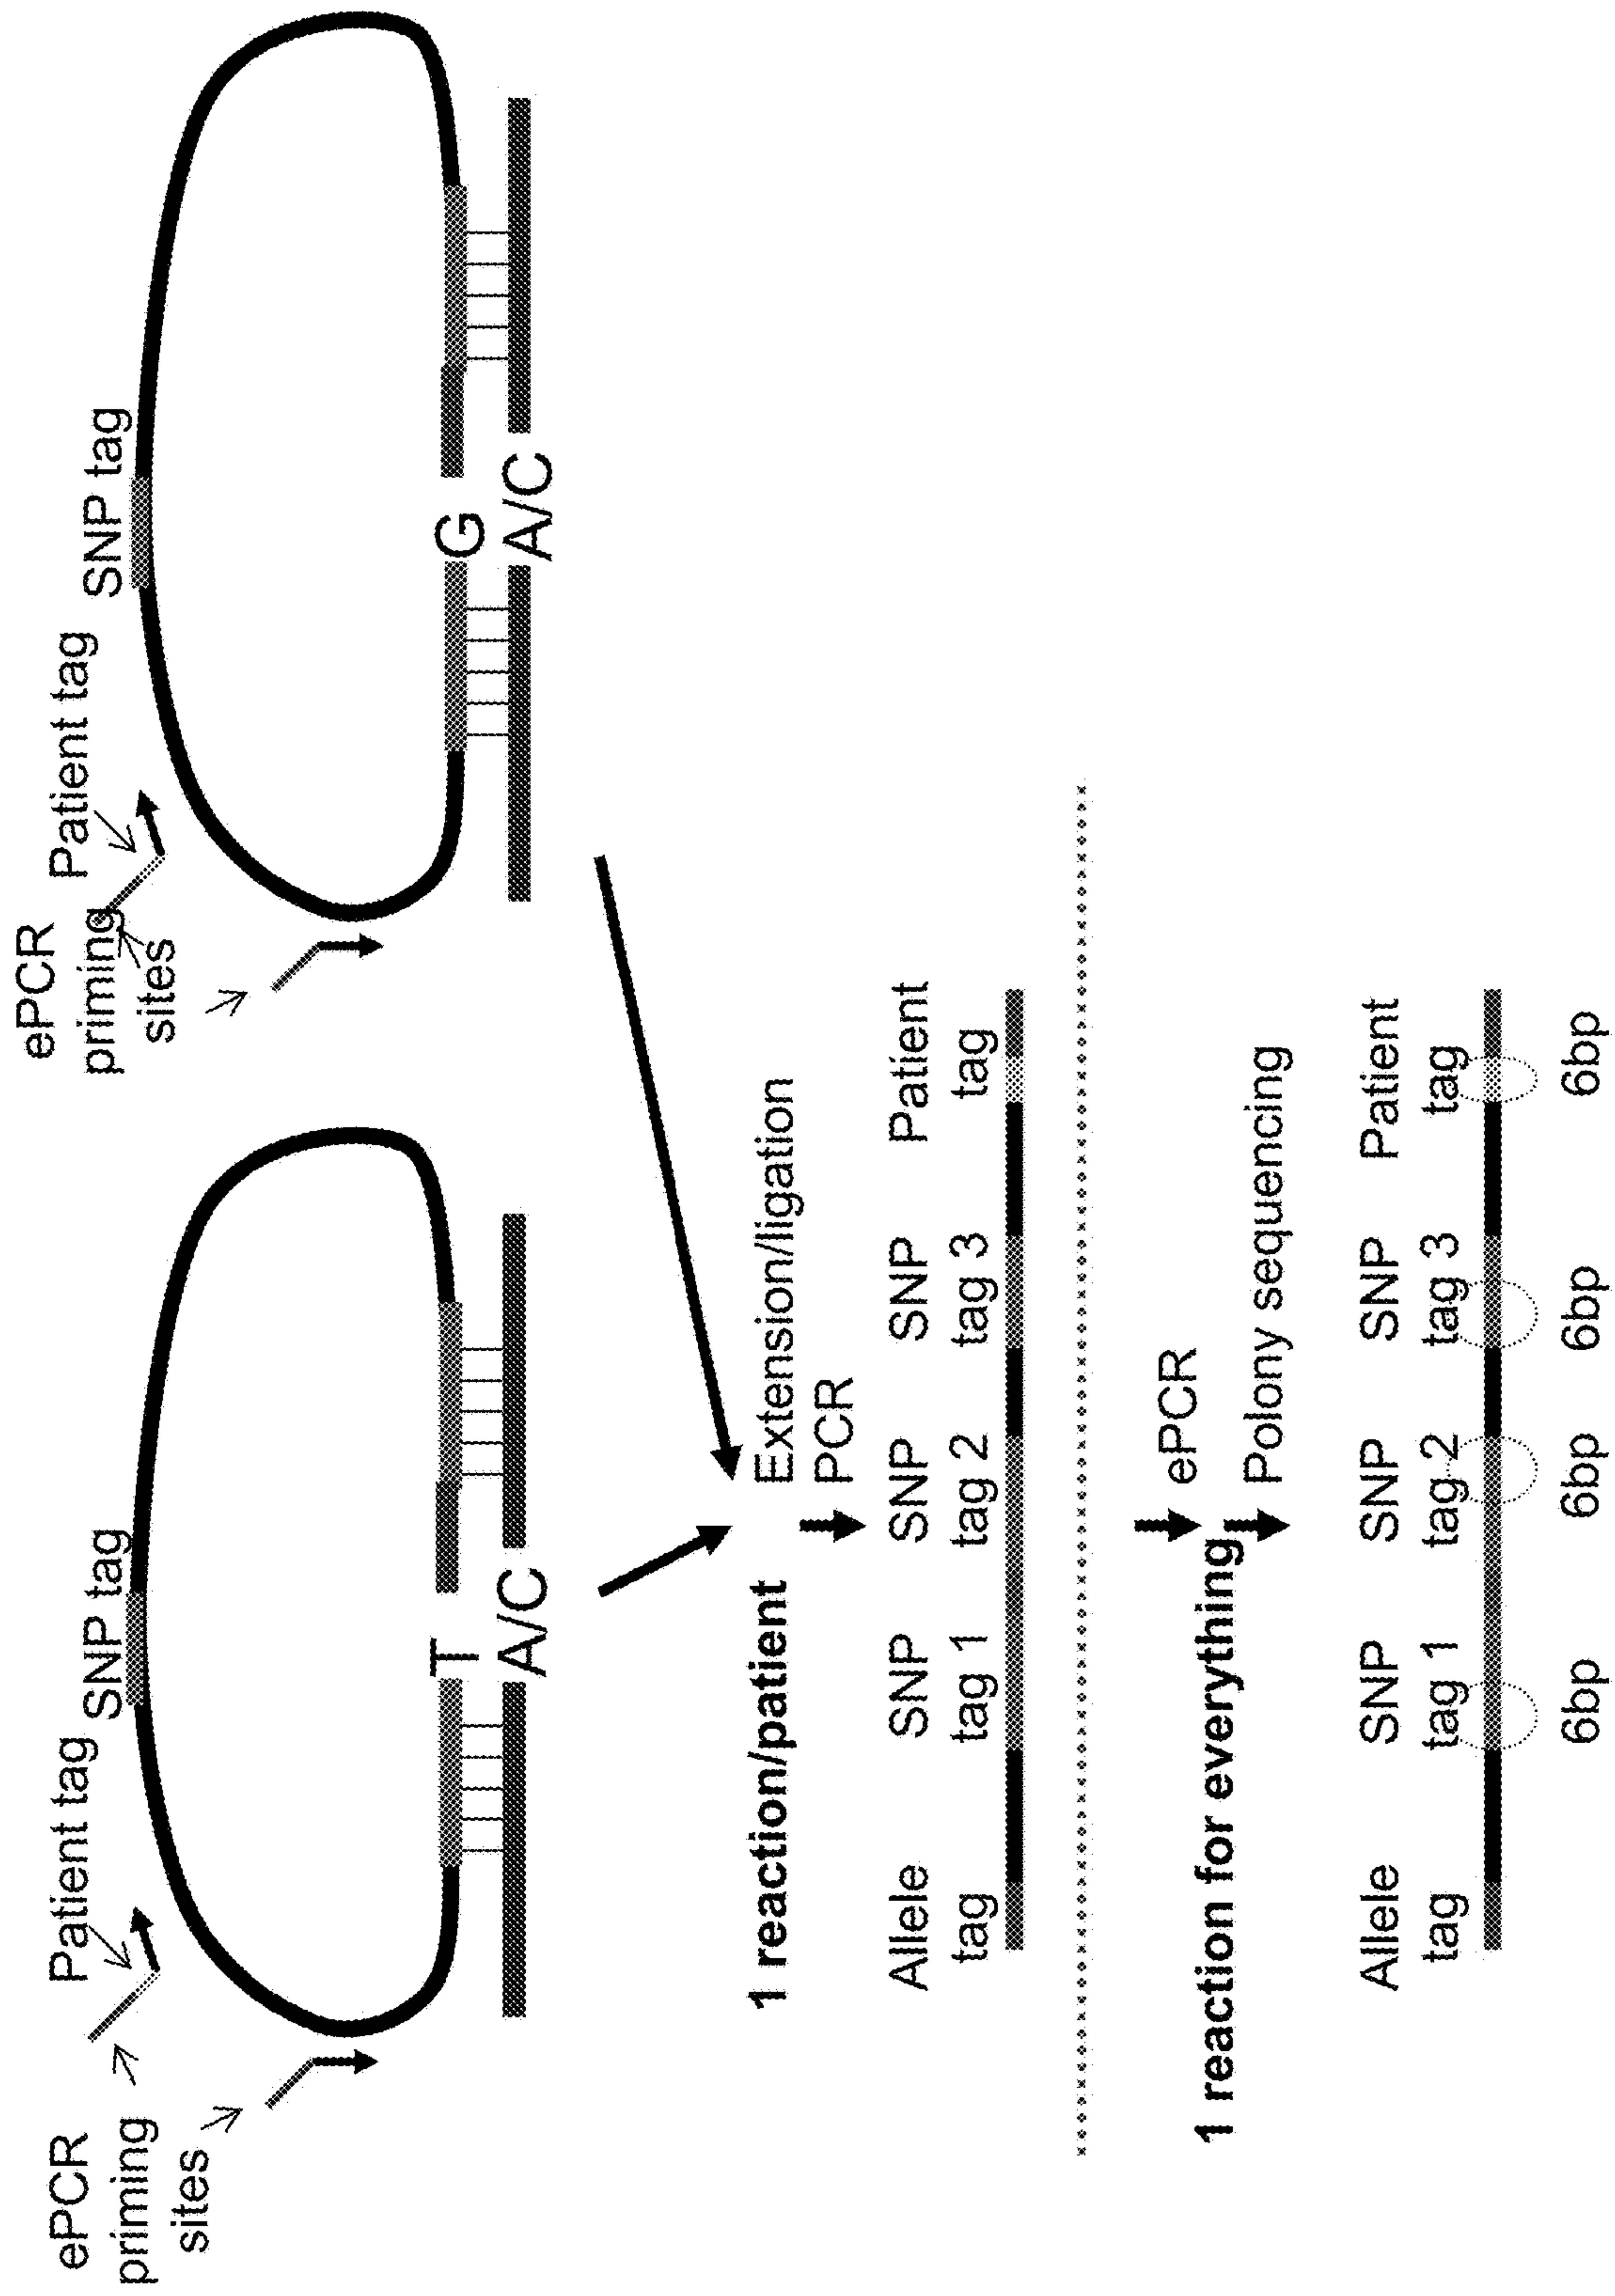 ePCR
priming
sites
Patient tag
SNP tag
T
A/C
ePCR
priming
sites
Patient tag
SNP tag
G
A/C
1 reaction/patient
Extension/ligation
PCR
Allele
tag
SNP
tag 1
SNP
tag 2
SNP
tag 3
Patient
tag
1 reaction for everything
ePCR
Polony sequencing
Allele
tag
SNP
tag 1
SNP
tag 2
SNP
tag 3
Patient
tag
6bp
6bp
6bp
6bp